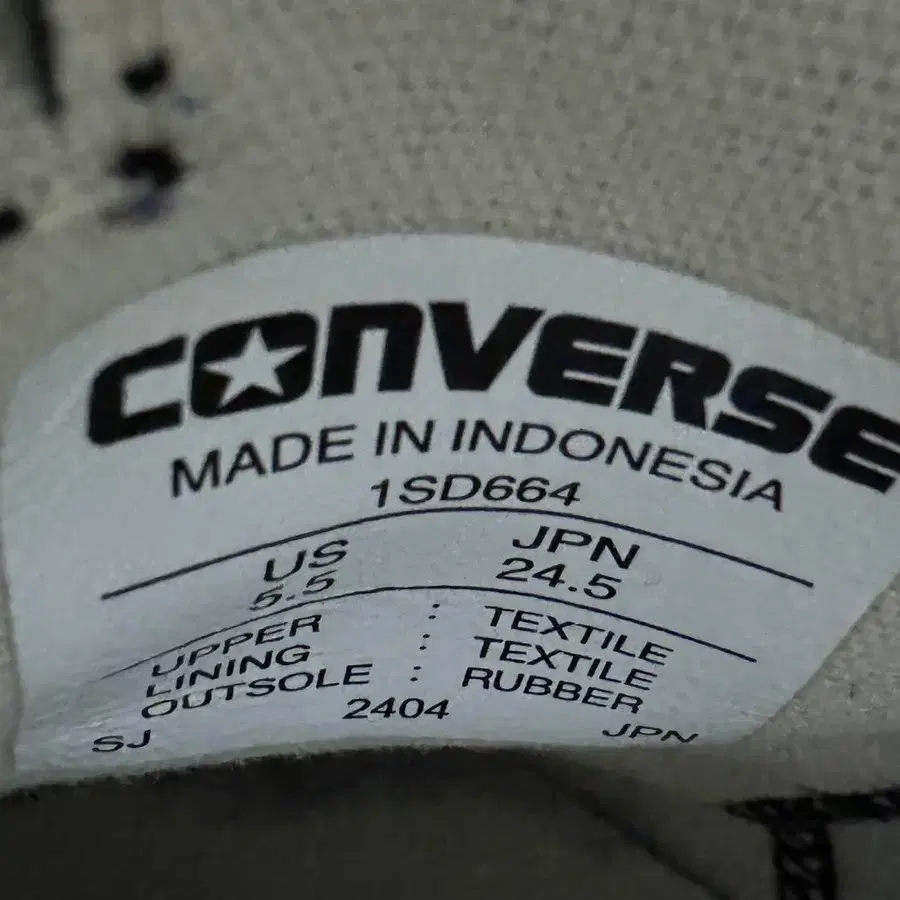 CONVERSE
MADE IN INDONESIA
1SD664
US JPN
5.5 24.5
UPPER : TEXTILE
LINING : TEXTILE
OUTSOLE : RUBBER
2404
SJ JPN